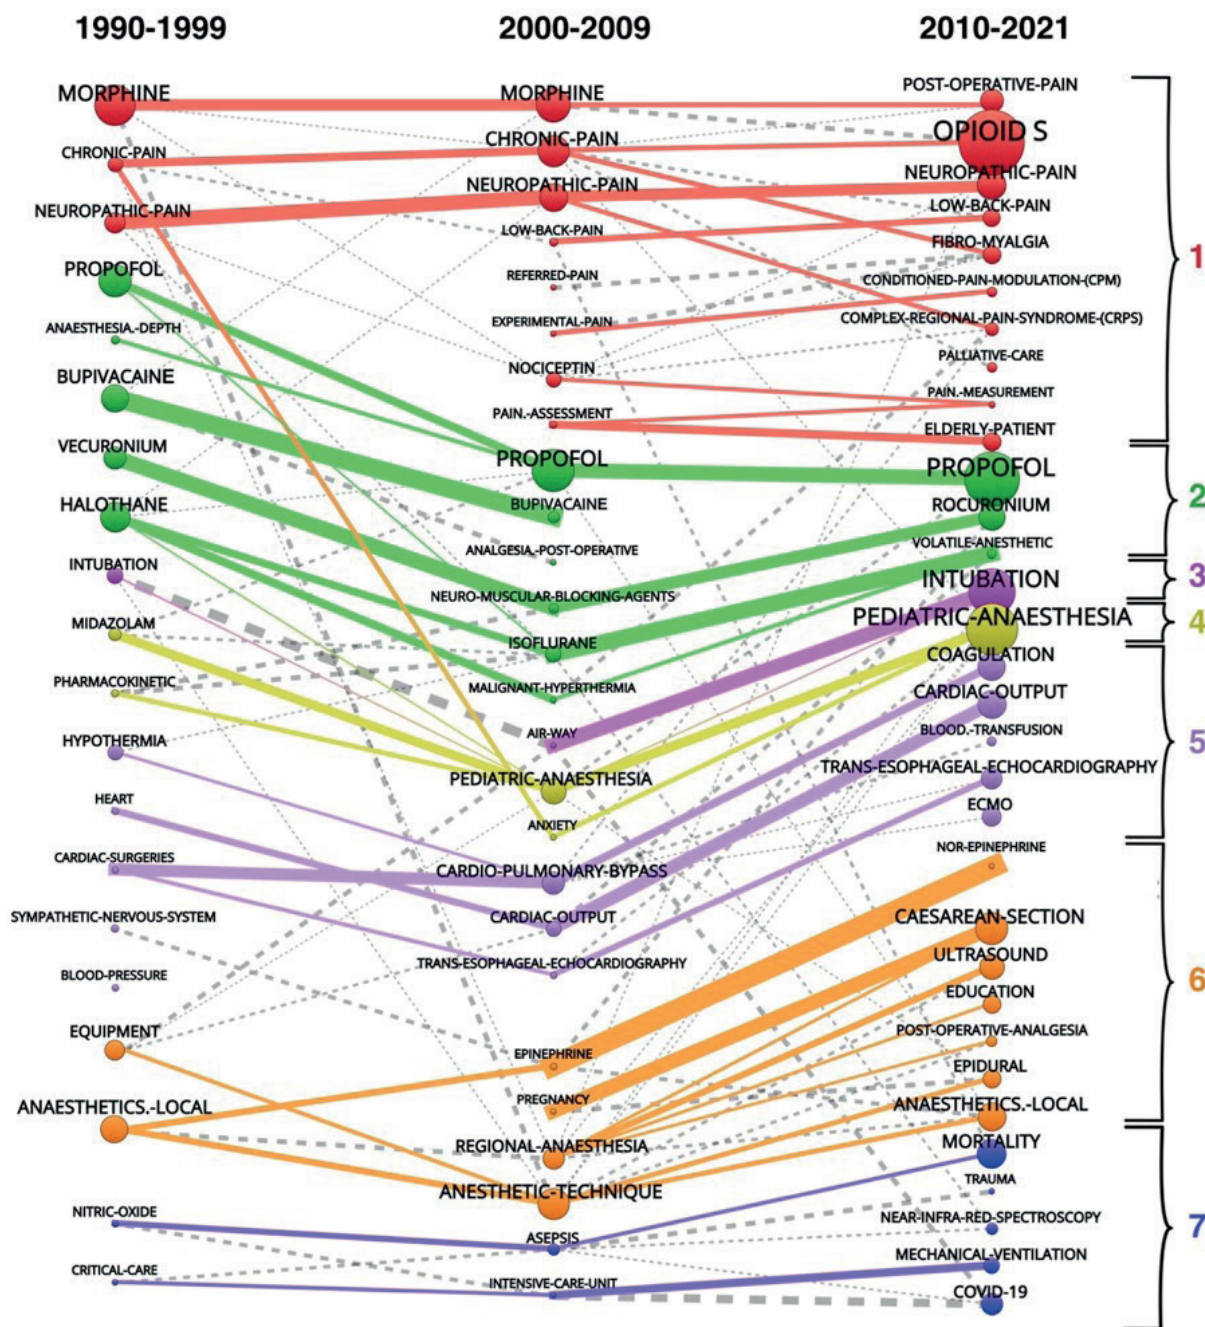 1990-1999
2000-2009
2010-2021
MORPHINE
CHRONIC-PAIN
NEUROPATHIC-PAIN
PROPOFOL
ANAESTHESIA.-DEPTH
BUPIVACAINE
VECURONIUM
HALOTHANE
INTUBATION
MIDAZOLAM
PHARMACOKINETIC
HYPOTHERMIA
HEART
CARDIAC-SURGERIES
SYMPATHETIC-NERVOUS-SYSTEM
BLOOD-PRESSURE
EQUIPMENT
ANAESTHETICS.-LOCAL
NITRIC-OXIDE
CRITICAL-CARE
MORPHINE
CHRONIC-PAIN
NEUROPATHIC-PAIN
LOW-BACK-PAIN
REFERRED-PAIN
EXPERIMENTAL-PAIN
NOCICEPTIN
PAIN.-ASSESSMENT
PROPOFOL
BUPIVACAINE
ANALGESIA.-POST-OPERATIVE
NEURO-MUSCULAR-BLOCKING-AGENTS
ISOFLURANE
MALIGNANT-HYPERTHERMIA
AIR-WAY
PEDIATRIC-ANAESTHESIA
ANXIETY
CARDIO-PULMONARY-BYPASS
CARDIAC-OUTPUT
TRANS-ESOPHAGEAL-ECHOCARDIOGRAPHY
EPINEPHRINE
PREGNANCY
REGIONAL-ANAESTHESIA
ANESTHETIC-TECHNIQUE
ASEPSIS
INTENSIVE-CARE-UNIT
POST-OPERATIVE-PAIN
OPIOID S
NEUROPATHIC-PAIN
LOW-BACK-PAIN
FIBRO-MYALGIA
CONDITIONED-PAIN-MODULATION-(CPM)
COMPLEX-REGIONAL-PAIN-SYNDROME-(CRPS)
PALLIATIVE-CARE
PAIN.-MEASUREMENT
ELDERLY-PATIENT
PROPOFOL
ROCURONIUM
VOLATILE-ANESTHETIC
INTUBATION
PEDIATRIC-ANAESTHESIA
COAGULATION
CARDIAC-OUTPUT
BLOOD.-TRANSFUSION
TRANS-ESOPHAGEAL-ECHOCARDIOGRAPHY
ECMO
NOR-EPINEPHRINE
CAESAREAN-SECTION
ULTRASOUND
EDUCATION
POST-OPERATIVE-ANALGESIA
EPIDURAL
ANAESTHETICS.-LOCAL
MORTALITY
TRAUMA
NEAR-INFRA-RED-SPECTROSCOPY
MECHANICAL-VENTILATION
COVID-19
1
2
3
4
5
6
7